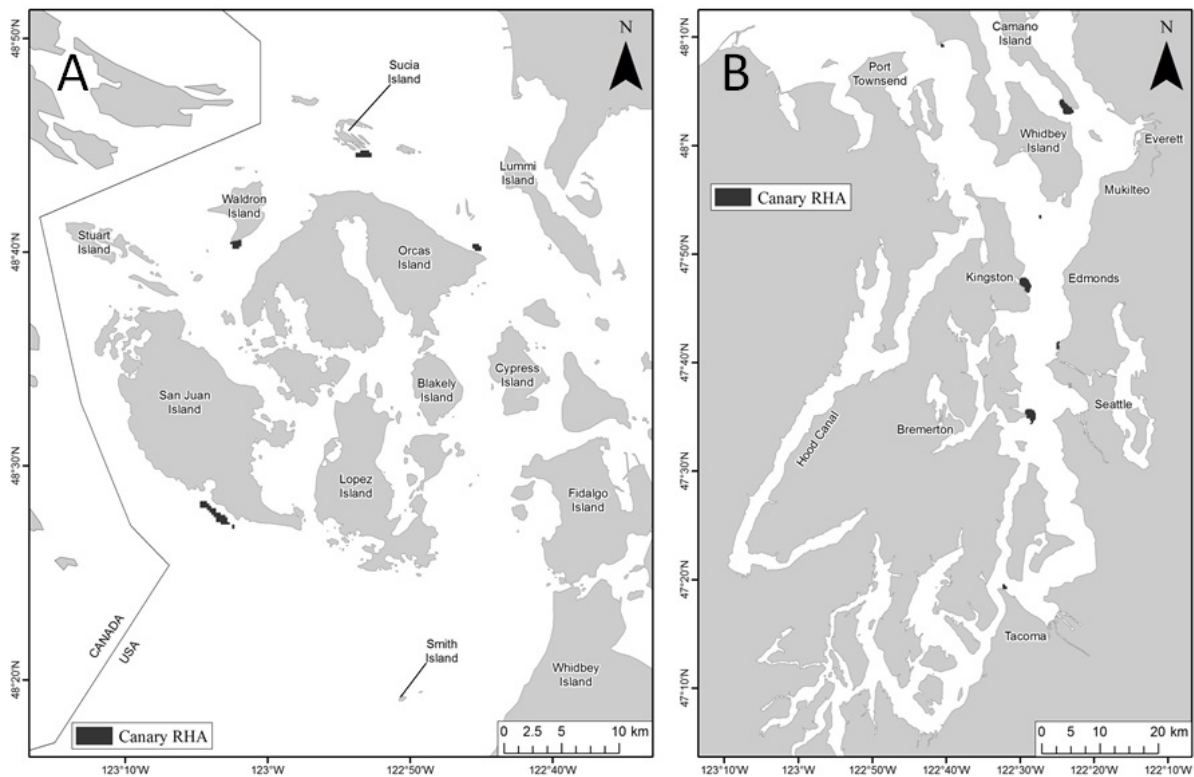 A
N
Sucia
Island
Lummi
Island
Waldron
Island
Stuart
Island
Orcas
Island
San Juan
Island
Blakely
Island
Cypress
Island
Lopez
Island
Fidalgo
Island
CANADA
USA
Smith
Island
Whidbey
Island
Canary RHA
0 2.5 5 10 km
48°50'N
48°40'N
48°30'N
48°20'N
123°10'W 123°W 122°50'W 122°40'W
B
N
Camano
Island
Port
Townsend
Whidbey
Island
Everett
Mukilteo
Canary RHA
Kingston
Edmonds
Seattle
Bremerton
Hood Canal
Tacoma
0 5 10 20 km
48°10'N
48°N
47°50'N
47°40'N
47°30'N
47°20'N
47°10'N
123°10'W 123°W 122°50'W 122°40'W 122°30'W 122°20'W 122°10'W